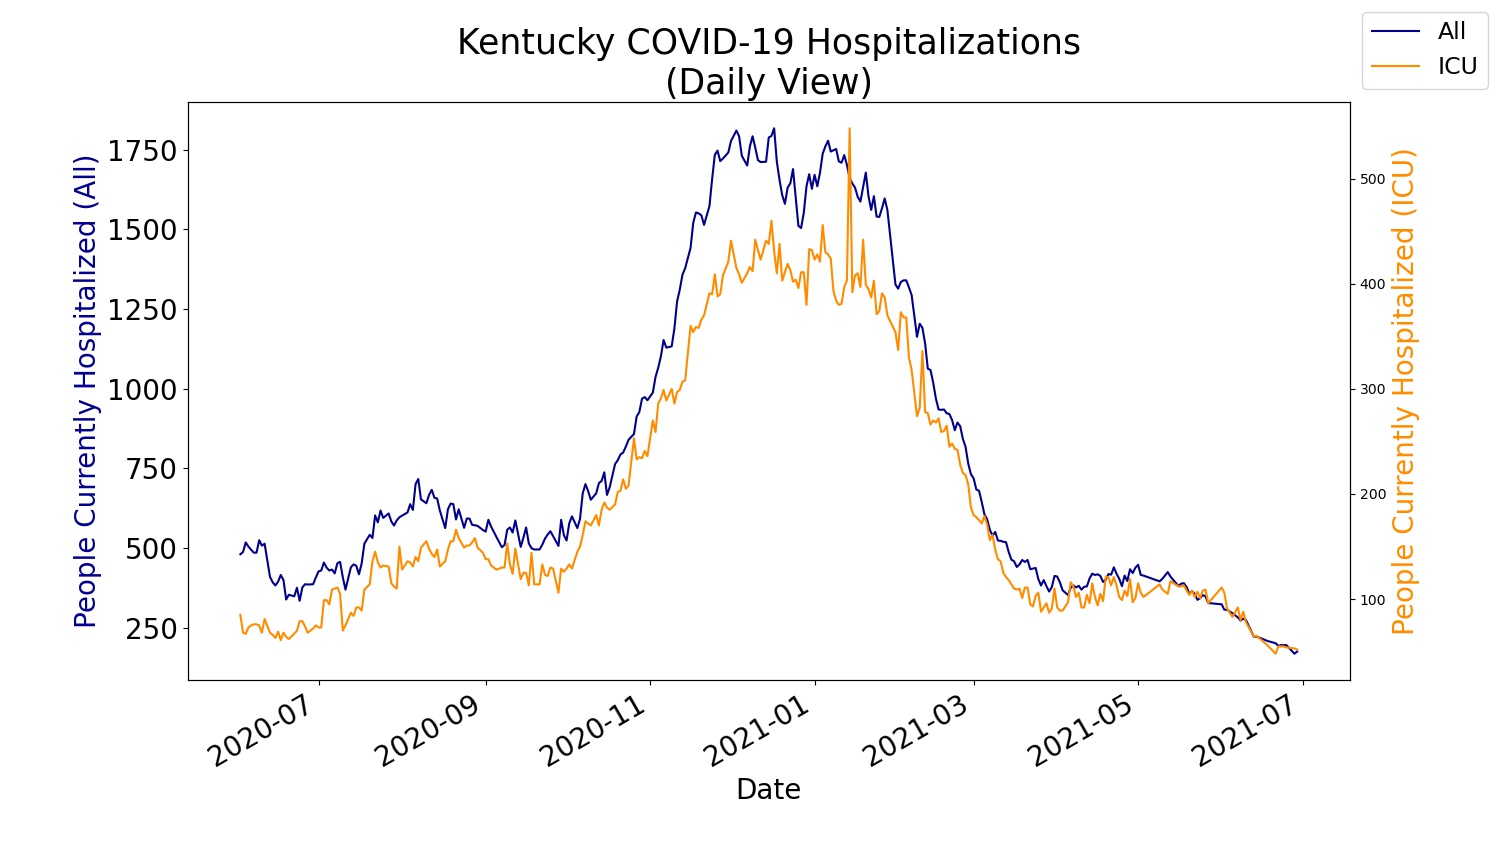 Kentucky COVID-19 Hospitalizations
(Daily View)
All
ICU
People Currently Hospitalized (All)
1750
1500
1250
1000
750
500
250
500
400
300
200
100
People Currently Hospitalized (ICU)
2020-07
2020-09
2020-11
2021-01
2021-03
2021-05
2021-07
Date